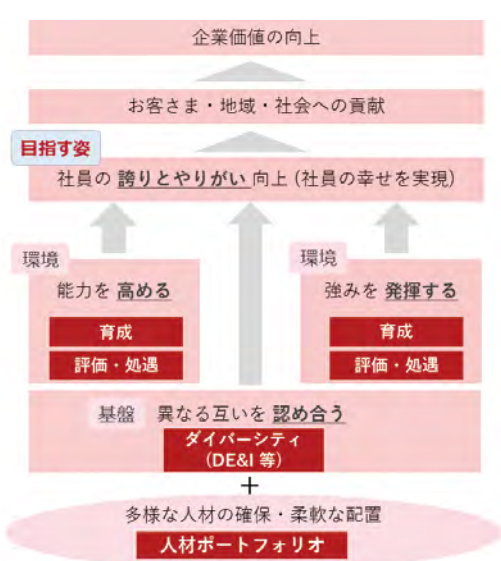 企業価値の向上
お客さま・地域・社会への貢献
目指す姿
社員の 誇りとやりがい 向上 (社員の幸せを実現)
環境
能力を 高める
育成
評価・処遇
環境
強みを 発揮する
育成
評価・処遇
基盤 異なる互いを 認め合う
ダイバーシティ
(DE&I 等)
+
多様な人材の確保・柔軟な配置
人材ポートフォリオ